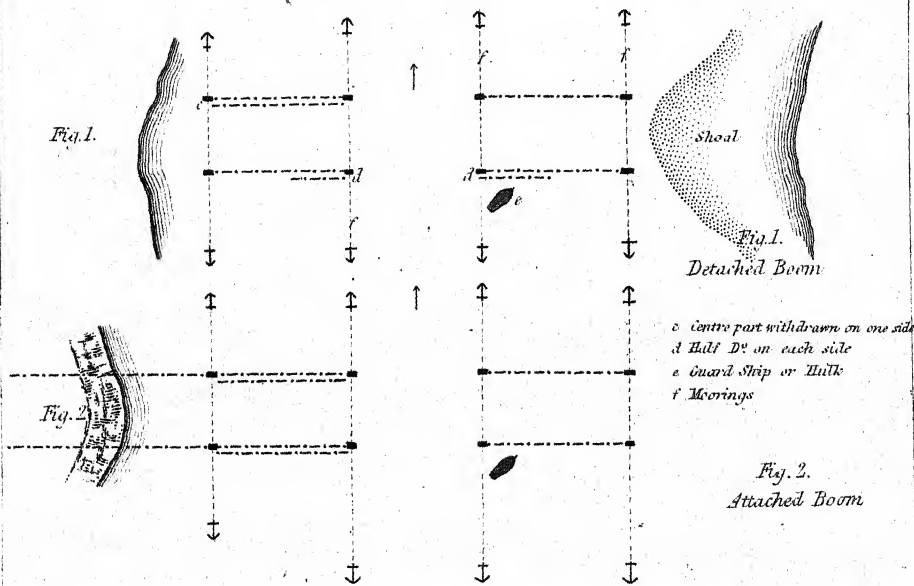 Fig. 1.
c
d
f
f
f
d
e
Shoal
Fig. 1.
Detached Boom
c Centre part withdrawn on one side
d Half Dº on each side
e Guard Ship or Hulk
f Moorings
Fig. 2
Fig. 2.
Attached Boom